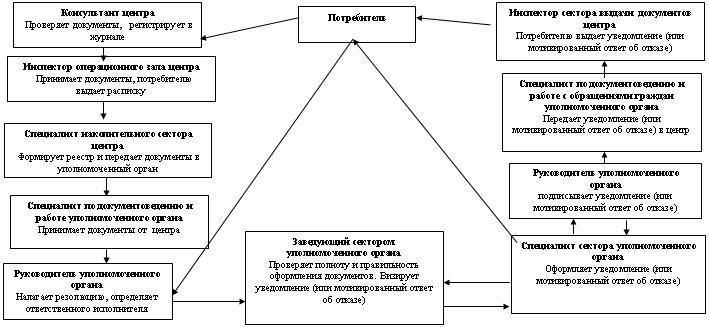 Консультант центра
Проверяет документы, регистрирует в
журнале
Инспектор операционного зала центра
Принимает документы, потребителю
выдает расписку
Специалист накопительного сектора
центра
Формирует реестр и передает документы в
уполномоченный орган
Специалист по документоведению и
работе уполномоченного органа
Принимает документы от центра
Руководитель уполномоченного
органа
Налагает резолюцию, определяет
ответственного исполнителя
Потребитель
Заведующий сектором
уполномоченного органа
Проверяет полноту и правильность
оформления документов. Визирует
уведомление (или мотивированный ответ
об отказе)
Инспектор сектора выдачи документов
центра
Потребителю выдает уведомление (или
мотивированный ответ об отказе)
Специалист по документоведению и
работе с обращениями граждан
уполномоченного органа
Передает уведомление (или
мотивированный ответ об отказе) в центр
Руководитель уполномоченного
органа
подписывает уведомление (или
мотивированный ответ об отказе)
Специалист сектора уполномоченного
органа
Оформляет уведомление (или
мотивированный ответ об отказе)